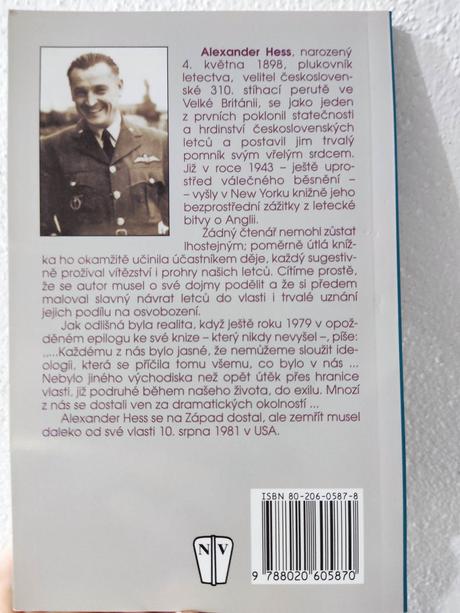 Alexander Hess, narozený
4. května 1898, plukovník
letectva, velitel českosloven-
ské 310. stíhací perutě ve
Velké Británii, se jako jeden
z prvních poklonil statečnosti
a hrdinství československých
letců a postavil jim trvalý
pomník svým vřelým srdcem.
Již v roce 1943 – ještě upro-
střed válečného běsnění –
– vyšly v New Yorku knižně jeho
bezprostřední zážitky z letecké
bitvy o Anglii.
Žádný čtenář nemohl zůstat
lhostejným; poměrně útlá kníž-
ka ho okamžitě učinila účastníkem děje, každý sugestiv-
ně prožíval vítězství i prohry našich letců. Cítíme prostě,
že se autor musel o své dojmy podělit a že si předem
maloval slavný návrat letců do vlasti i trvalé uznání
jejich podílu na osvobození.
Jak odlišná byla realita, když ještě roku 1979 v opož-
děném epilogu ke své knize – který nikdy nevyšel –, píše:
„....Každému z nás bylo jasné, že nemůžeme sloužit ide-
ologii, která se příčila tomu všemu, co bylo v nás ...
Nebylo jiného východiska než opět útěk přes hranice
vlasti, již podruhé během našeho života, do exilu. Mnozí
z nás se dostali ven za dramatických okolností ...
Alexander Hess se na Západ dostal, ale zemřít musel
daleko od své vlasti 10. srpna 1981 v USA.
ISBN 80-206-0587-8
N V
9 788020 605870